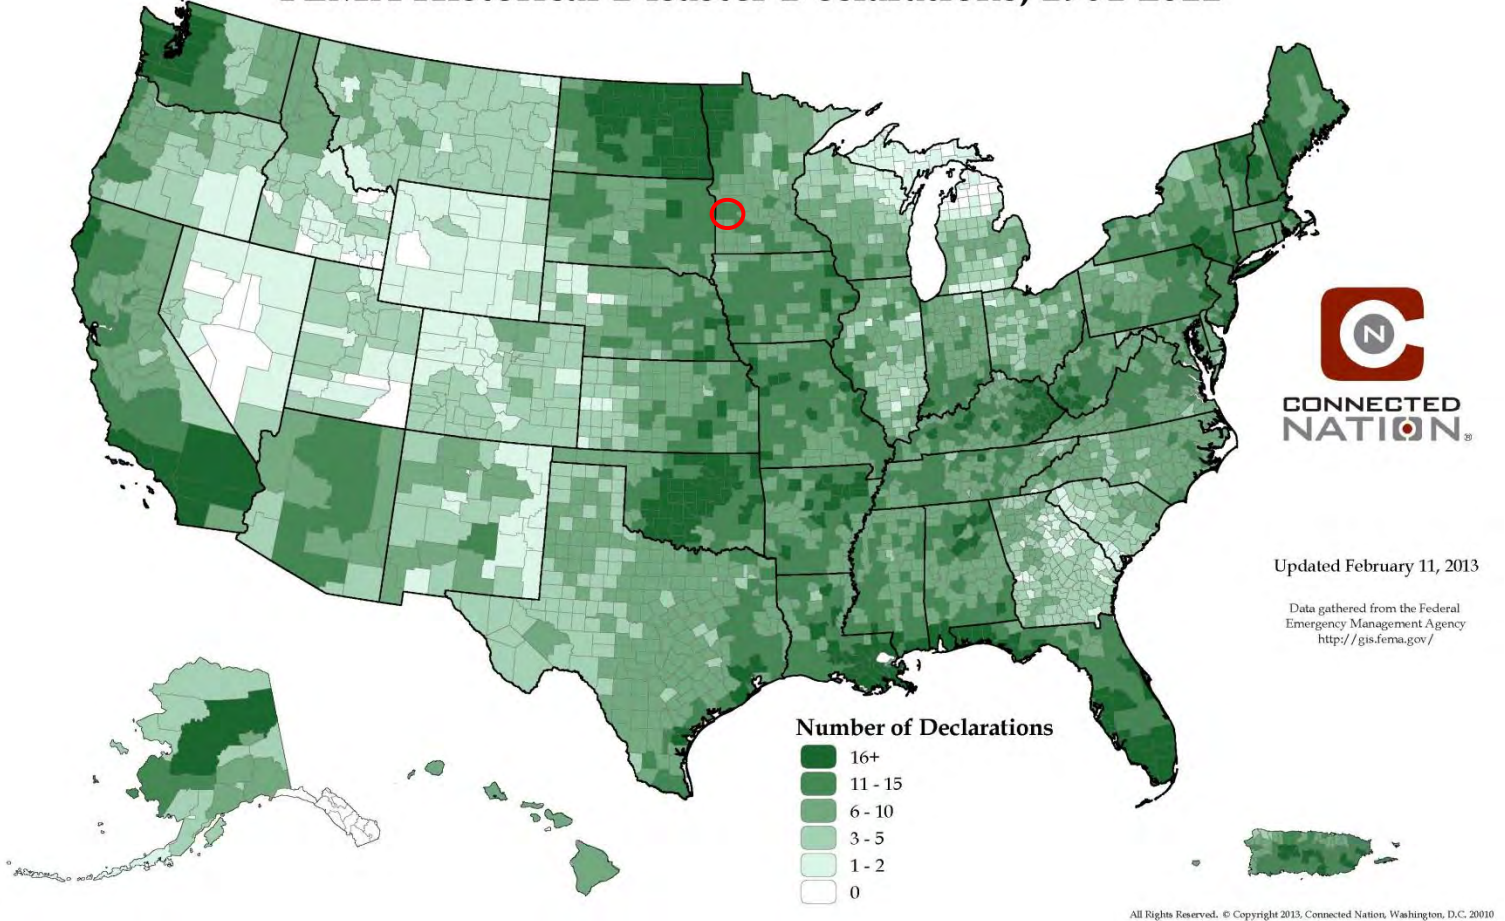 CONNECTED
NATION®
Updated February 11, 2013
Data gathered from the Federal
Emergency Management Agency
http://gis.fema.gov/
Number of Declarations
16+
11 - 15
6 - 10
3 - 5
1 - 2
0
All Rights Reserved. © Copyright 2013, Connected Nation, Washington, D.C. 20010